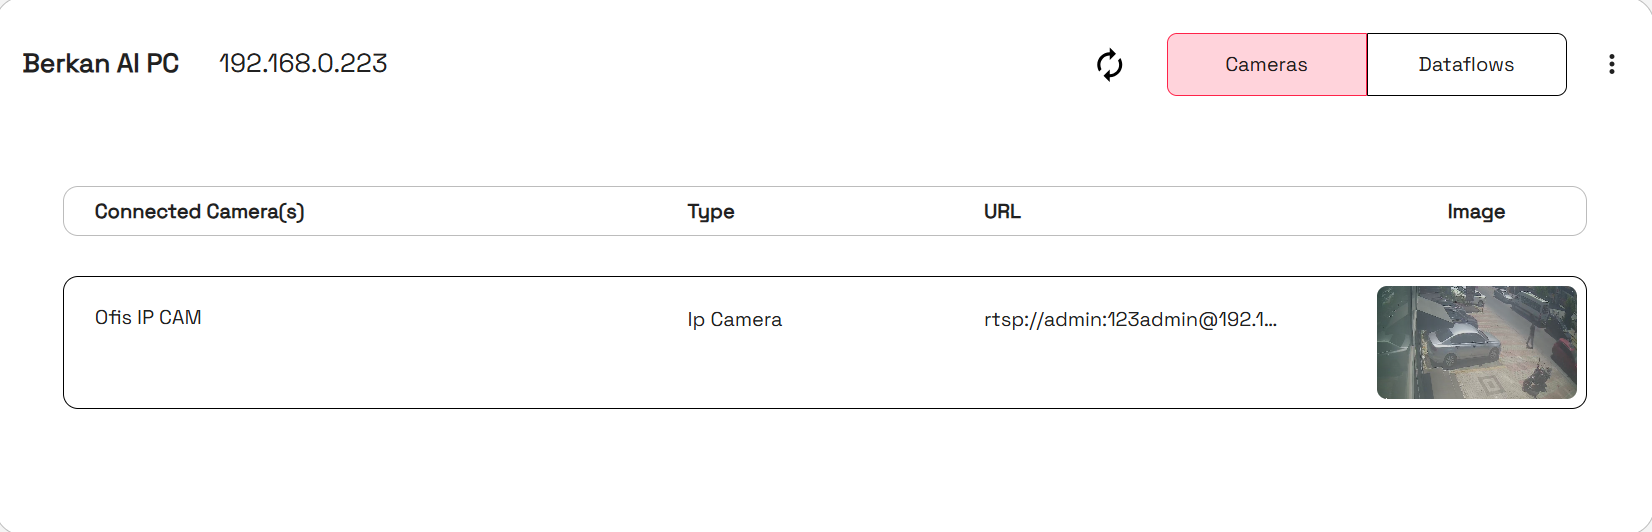 Berkan AI PC 192.168.0.223 Cameras Dataflows
Connected Camera(s) Type URL Image
Ofis IP CAM Ip Camera rtsp://admin:123admin@192.1...